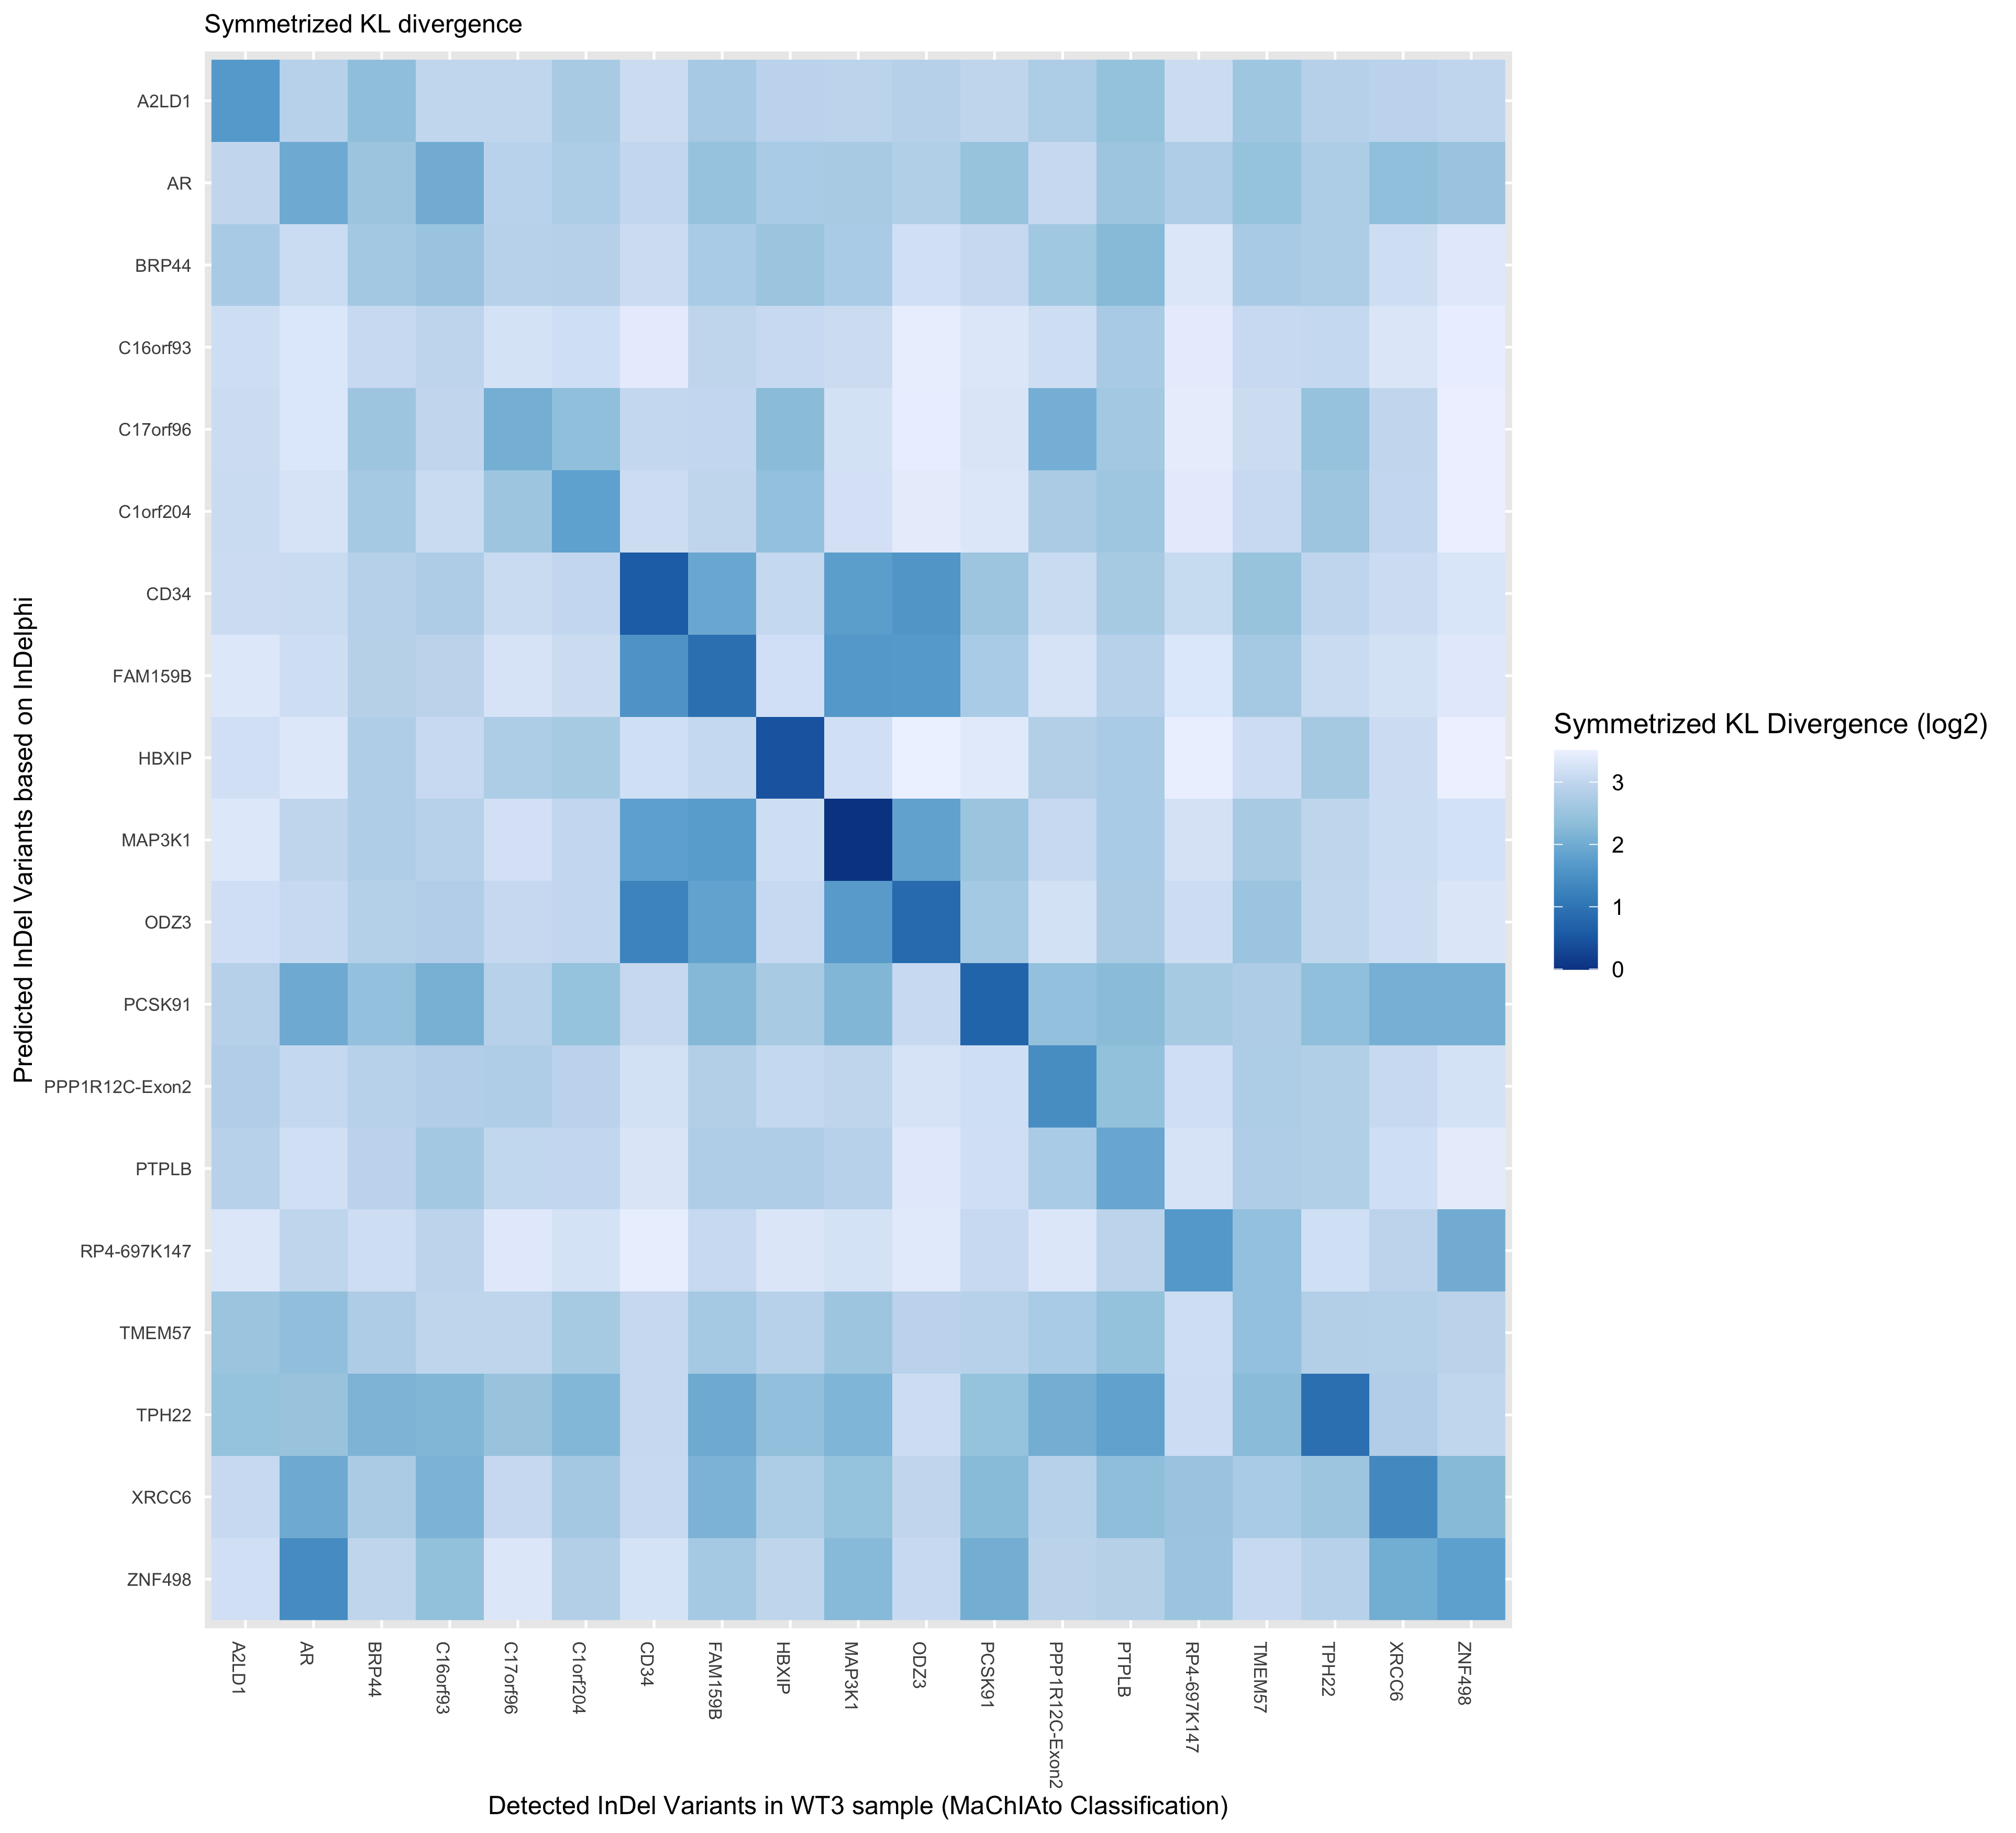 Symmetrized KL divergence
Predicted InDel Variants based on InDelphi
A2LD1
AR
BRP44
C16orf93
C17orf96
C1orf204
CD34
FAM159B
HBXIP
MAP3K1
ODZ3
PCSK91
PPP1R12C-Exon2
PTPLB
RP4-697K147
TMEM57
TPH22
XRCC6
ZNF498
A2LD1
AR
BRP44
C16orf93
C17orf96
C1orf204
CD34
FAM159B
HBXIP
MAP3K1
ODZ3
PCSK91
PPP1R12C-Exon2
PTPLB
RP4-697K147
TMEM57
TPH22
XRCC6
ZNF498
Detected InDel Variants in WT3 sample (MaChIAto Classification)
Symmetrized KL Divergence (log2)
3
2
1
0